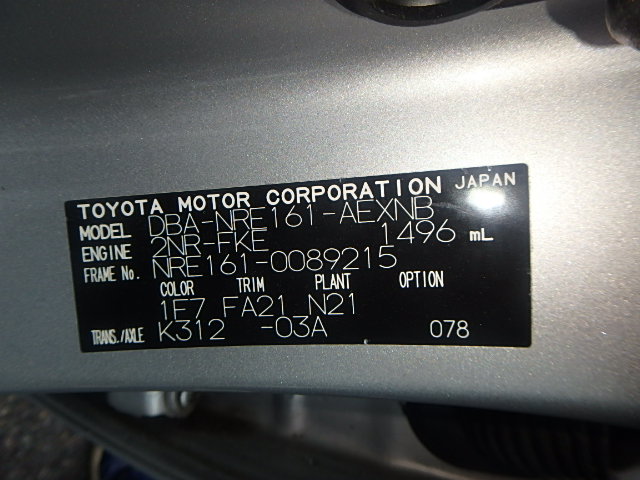 TOYOTA MOTOR CORPORATION JAPAN
MODEL DBA-NRE161-AEXNB
ENGINE 2NR-FKE 1496 mL
FRAME No. NRE161-0089215
COLOR TRIM PLANT OPTION
1F7 FA21 N21
TRANS./AXLE K312 -03A 078